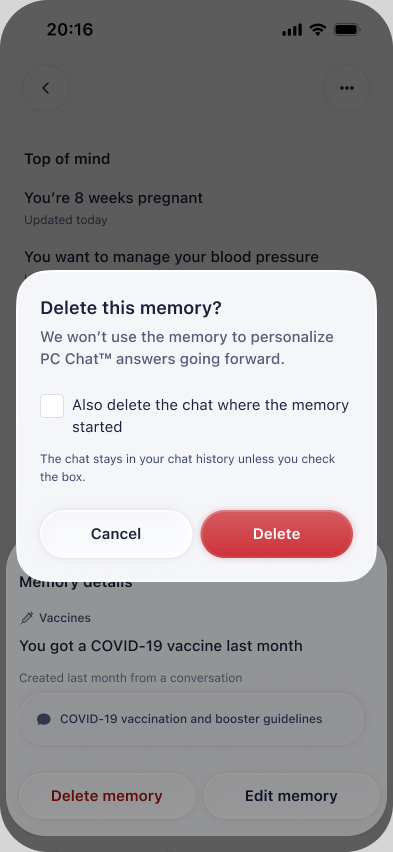 20:16
Top of mind
You're 8 weeks pregnant
Updated today
You want to manage your blood pressure
Delete this memory?
We won't use the memory to personalize
PC Chat™ answers going forward.
Also delete the chat where the memory
started
The chat stays in your chat history unless you check
the box.
Cancel
Delete
Memory details
Vaccines
You got a COVID-19 vaccine last month
Created last month from a conversation
COVID-19 vaccination and booster guidelines
Delete memory
Edit memory